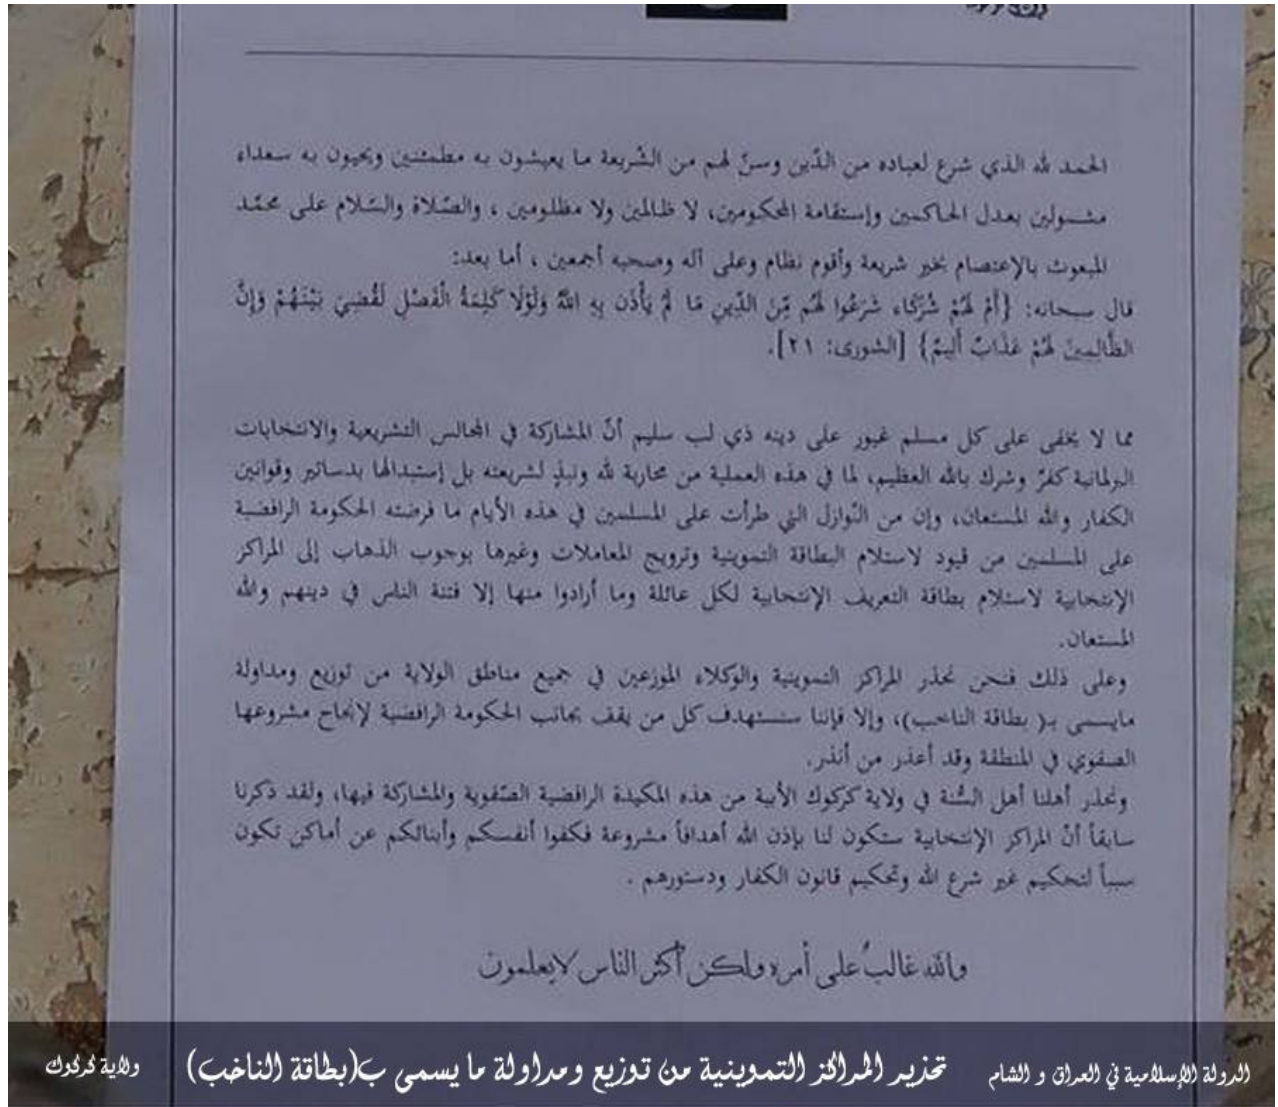 الحمد لله الذي شرع لعباده من الدّين وسنّ لهم من الشّريعة ما يعيشون به مطمئنين ويحيون به سعداء
مشمولين بعدل الحاكمين وإستقامة المحكومين، لا ظالمين ولا مظلومين ، والصّلاة والسّلام على محمّد
المبعوث بالإعتصام بخير شريعة وأقوم نظام وعلى آله وصحبه أجمعين ، أما بعد:
قال سبحانه: {أَمْ لَهُمْ شُرَكَاء شَرَعُوا لَهُم مِّنَ الدِّينِ مَا لَمْ يَأْذَن بِهِ اللَّهُ وَلَوْلَا كَلِمَةُ الْفَصْلِ لَقُضِيَ بَيْنَهُمْ وَإِنَّ
الظَّالِمِينَ لَهُمْ عَذَابٌ أَلِيمٌ} [الشورى: ٢١].
مما لا يخفى على كل مسلم غيور على دينه ذي لب سليم أنّ المشاركة في المجالس التشريعية والانتخابات
البرلمانية كفرٌ وشرك بالله العظيم، لما في هذه العملية من محاربة لله ونبذٍ لشريعته بل إستبدالها بدساتير وقوانين
الكفار والله المستعان، وإن من النّوازل التي طرأت على المسلمين في هذه الأيام ما فرضته الحكومة الرافضية
على المسلمين من قيود لاستلام البطاقة التموينية وترويج المعاملات وغيرها بوجوب الذهاب إلى المراكز
الإنتخابية لاستلام بطاقة التعريف الإنتخابية لكل عائلة وما أرادوا منها إلا فتنة الناس في دينهم والله
المستعان.
وعلى ذلك فنحن نحذر المراكز التموينية والوكلاء الموزعين في جميع مناطق الولاية من توزيع ومداولة
مايسمى بـ( بطاقة الناخب)، وإلا فإننا سنستهدف كل من يقف بجانب الحكومة الرافضية لإنجاح مشروعها
الصفوي في المنطقة وقد أعذر من أنذر.
ونحذر أهلنا أهل السُّنة في ولاية كركوك الأبية من هذه المكيدة الرافضية الصّفوية والمشاركة فيها، ولقد ذكرنا
سابقاً أنّ المراكز الإنتخابية ستكون لنا بإذن الله أهدافاً مشروعة فكفوا أنفسكم وأبنائكم عن أماكن تكون
سبباً لتحكيم غير شرع الله وتحكيم قانون الكفار ودستورهم .
والله غالبٌ على أمره ولكن أكثر الناس لايعلمون
الدولة الإسلامية في العراق و الشام تحذير المراكز التموينية من توزيع ومداولة ما يسمى بـ(بطاقة الناخب) ولاية كركوك